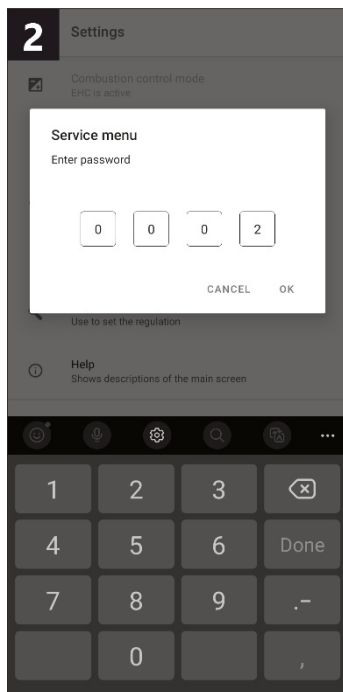 2
Settings
Combustion control mode
EHC is active
Service menu
Enter password
0 0 0 2
CANCEL OK
Use to set the regulation
Help
Shows descriptions of the main screen
1 2 3
4 5 6 Done
7 8 9 .-
0 ,